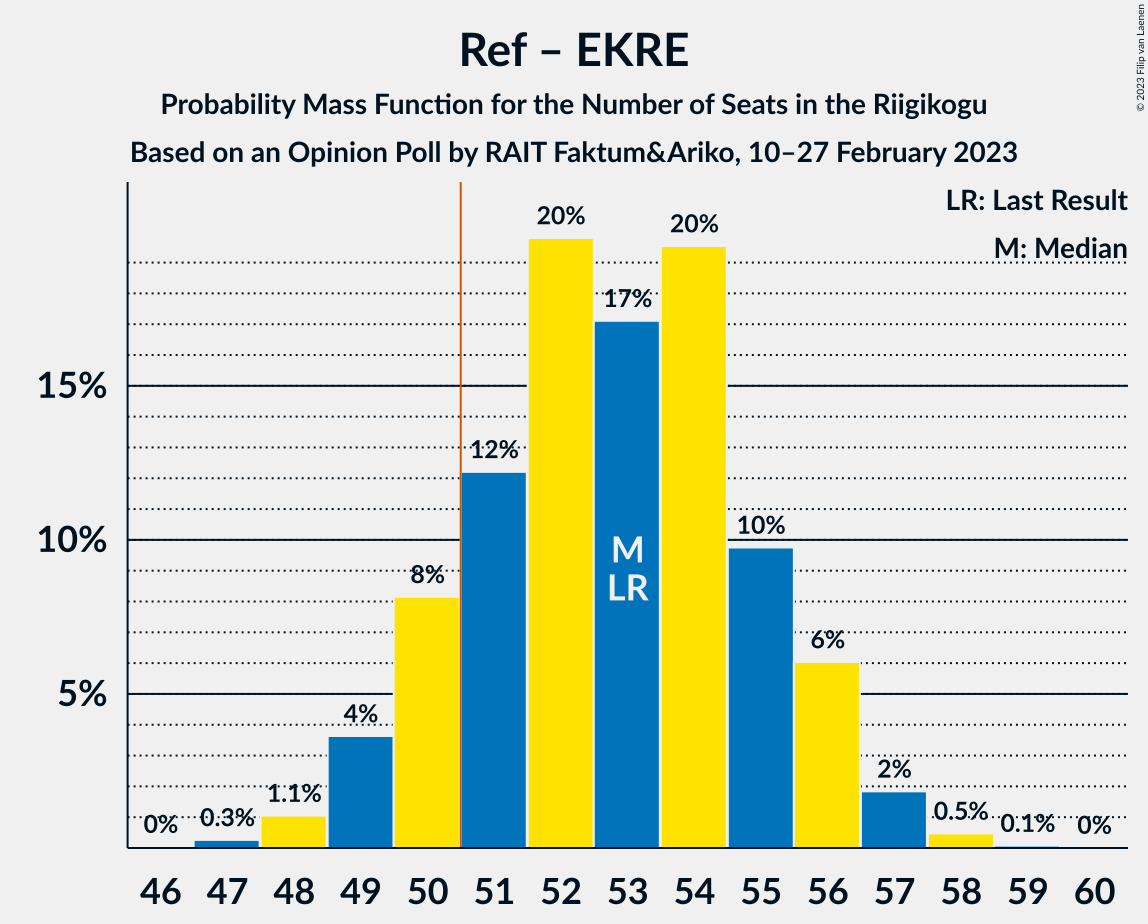 Ref – EKRE
Probability Mass Function for the Number of Seats in the Riigikogu
Based on an Opinion Poll by RAIT Faktum&Ariko, 10–27 February 2023
© 2023 Filip van Laenen
LR: Last Result
M: Median
15%
10%
5%
0%
0.3%
1.1%
4%
8%
12%
20%
17%
20%
10%
6%
2%
0.5%
0.1%
0%
M
LR
46 47 48 49 50 51 52 53 54 55 56 57 58 59 60